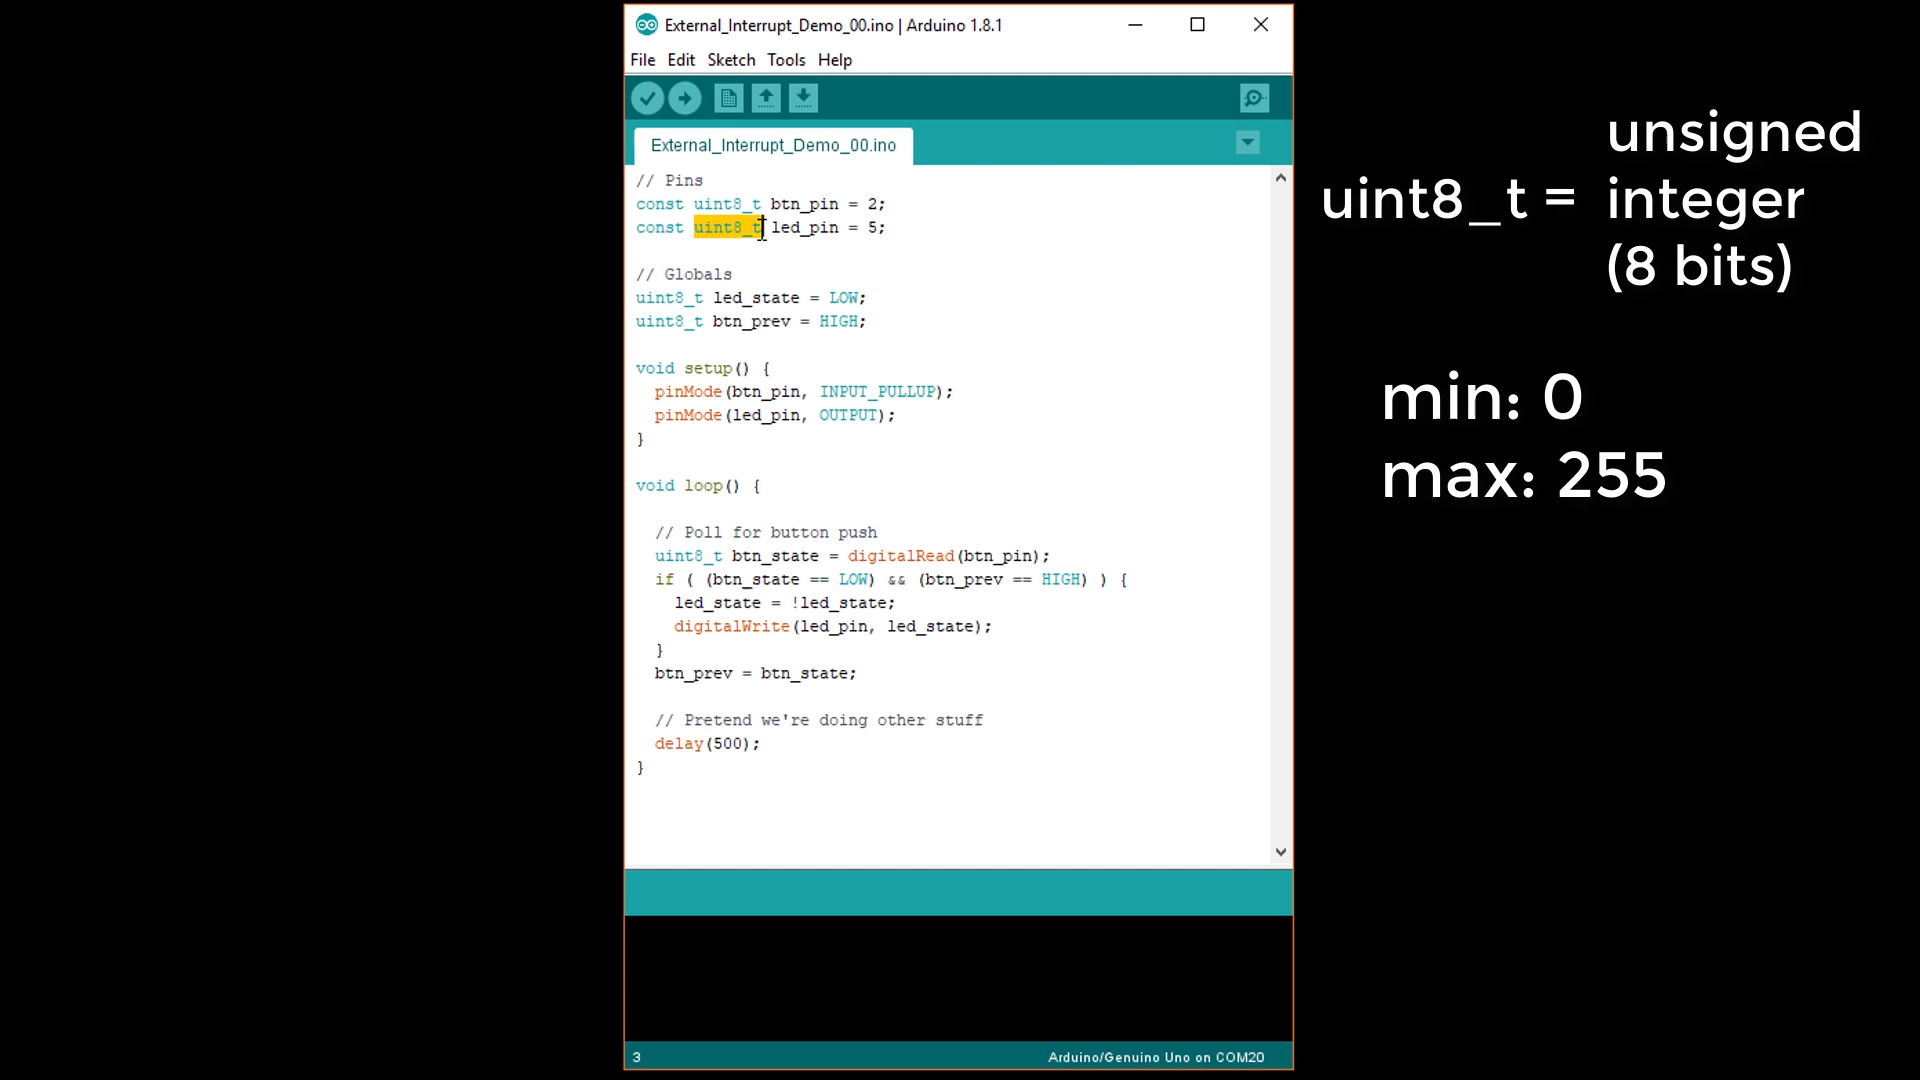 External_Interrupt_Demo_00.ino | Arduino 1.8.1
File Edit Sketch Tools Help
External_Interrupt_Demo_00.ino
// Pins
const uint8_t btn_pin = 2;
const uint8_t led_pin = 5;
// Globals
uint8_t led_state = LOW;
uint8_t btn_prev = HIGH;
void setup() {
pinMode(btn_pin, INPUT_PULLUP);
pinMode(led_pin, OUTPUT);
}
void loop() {
// Poll for button push
uint8_t btn_state = digitalRead(btn_pin);
if ( (btn_state == LOW) && (btn_prev == HIGH) ) {
led_state = !led_state;
digitalWrite(led_pin, led_state);
}
btn_prev = btn_state;
// Pretend we're doing other stuff
delay(500);
}
3
Arduino/Genuino Uno on COM20
unsigned
uint8_t = integer
(8 bits)
min: 0
max: 255